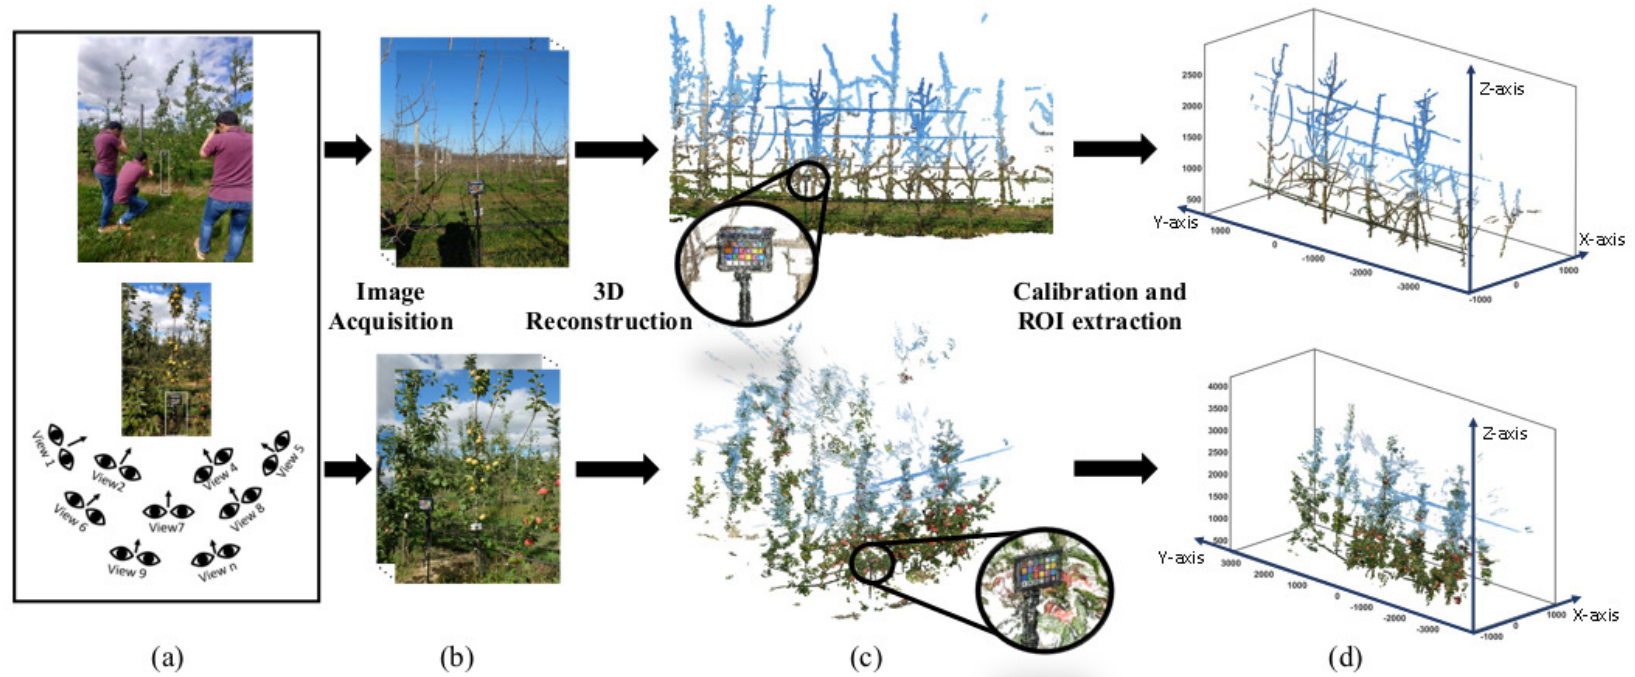 View 1
View2
View 4
View 5
View 6
View7
View 8
View 9
View n
Image
Acquisition
3D
Reconstruction
Calibration and
ROI extraction
Z-axis
2500
2000
1500
1000
500
Y-axis
1000
0
-1000
-2000
-3000
-1000
0
1000
X-axis
Z-axis
4000
3500
3000
2500
2000
1500
1000
500
Y-axis
3000
2000
1000
0
-1000
-2000
-3000
-1000
0
1000
X-axis
(a)
(b)
(c)
(d)